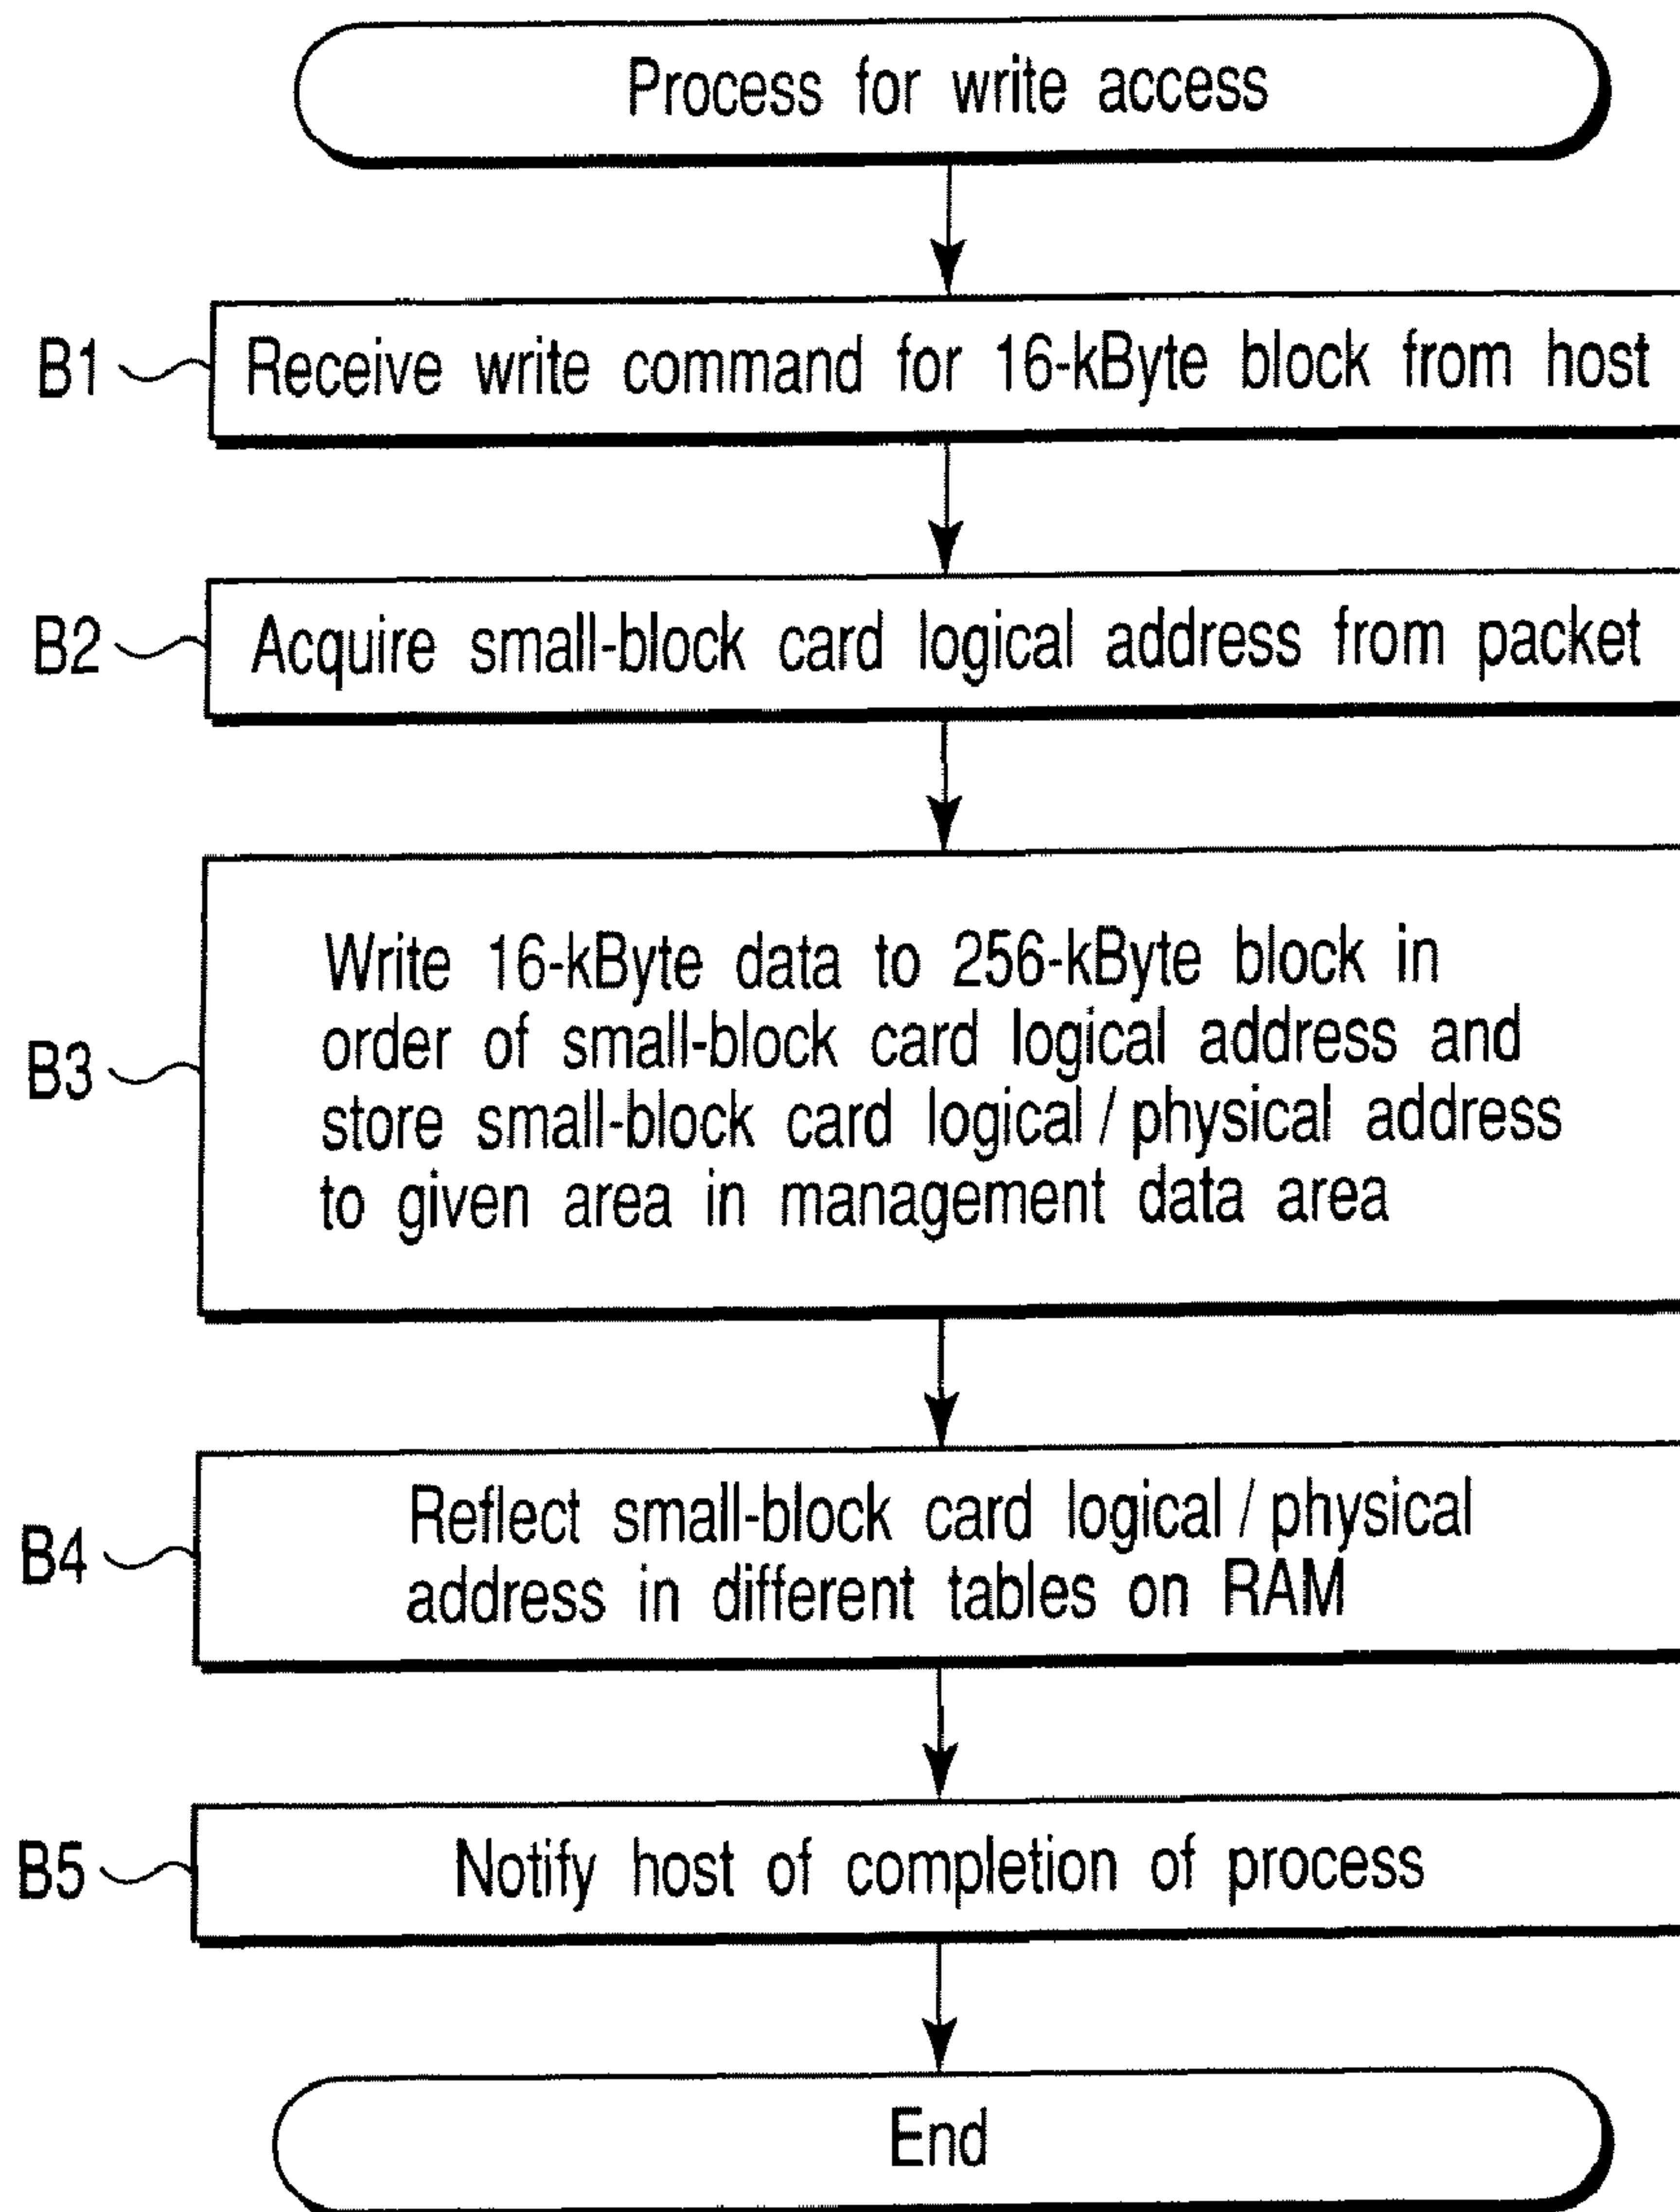 Process for write access
B1 Receive write command for 16-kByte block from host
B2 Acquire small-block card logical address from packet
B3
Write 16-kByte data to 256-kByte block in
order of small-block card logical address and
store small-block card logical / physical address
to given area in management data area
B4
Reflect small-block card logical / physical
address in different tables on RAM
B5 Notify host of completion of process
End